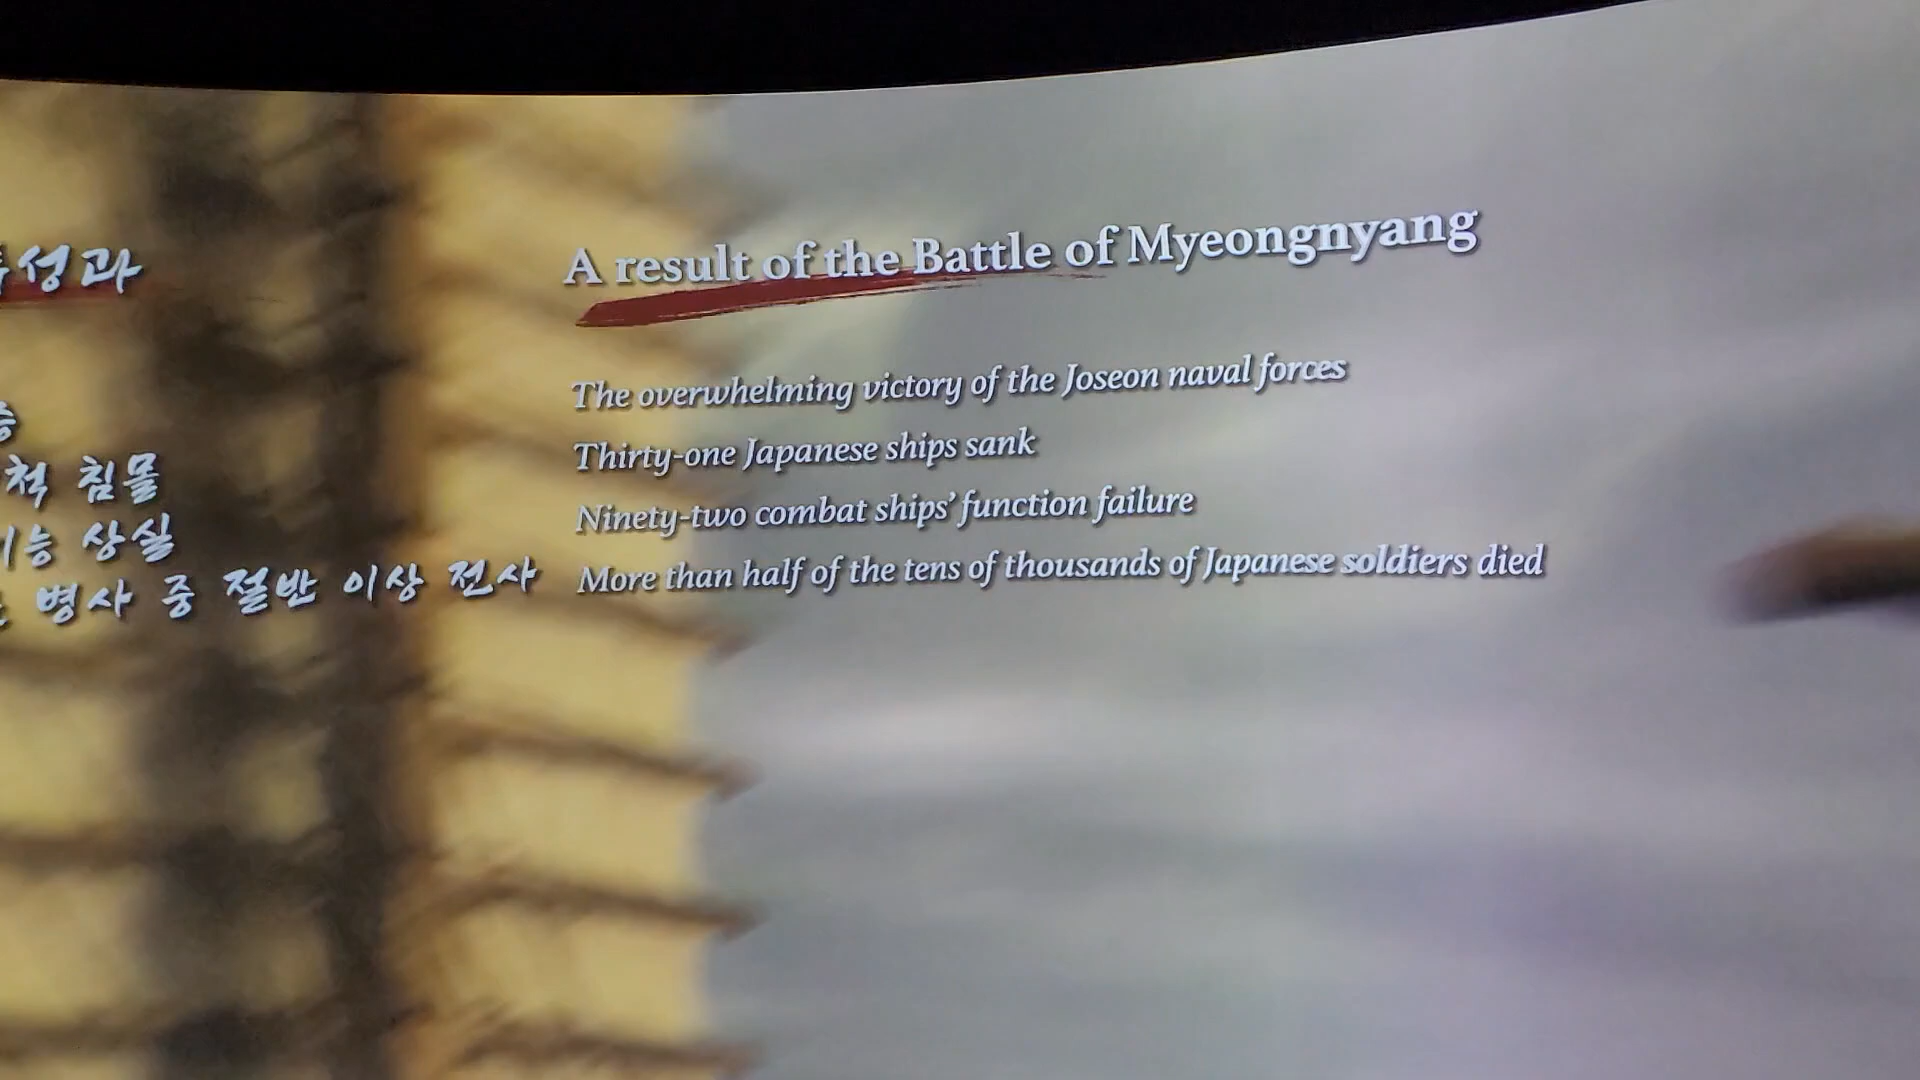 성과
척 침몰
기능 상실
병사 중 절반 이상 전사
A result of the Battle of Myeongnyang
The overwhelming victory of the Joseon naval forces
Thirty-one Japanese ships sank
Ninety-two combat ships' function failure
More than half of the tens of thousands of Japanese soldiers died